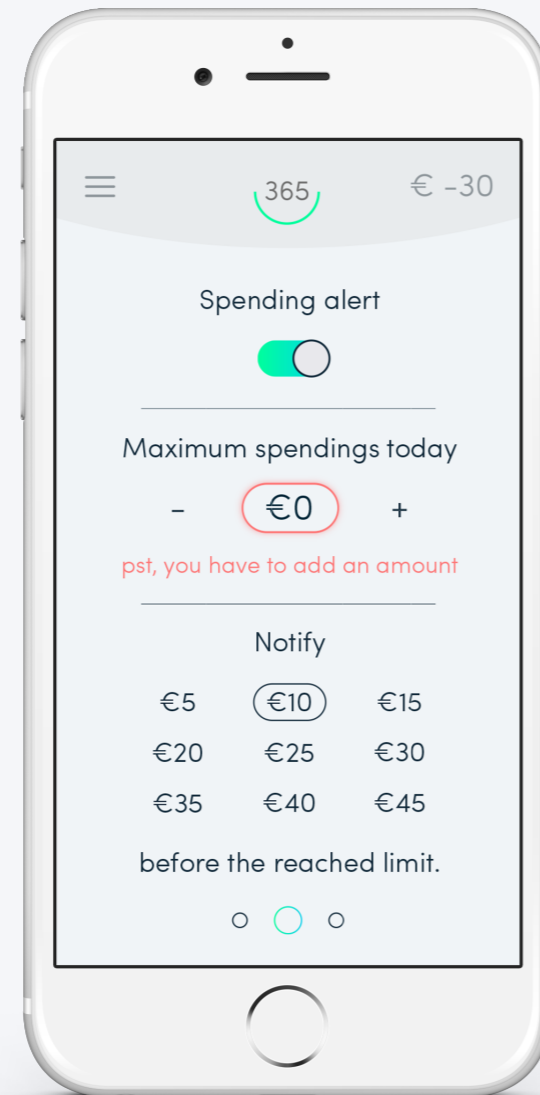 365
€ -30
Spending alert
Maximum spendings today
- €0 +
pst, you have to add an amount
Notify
€5 €10 €15
€20 €25 €30
€35 €40 €45
before the reached limit.